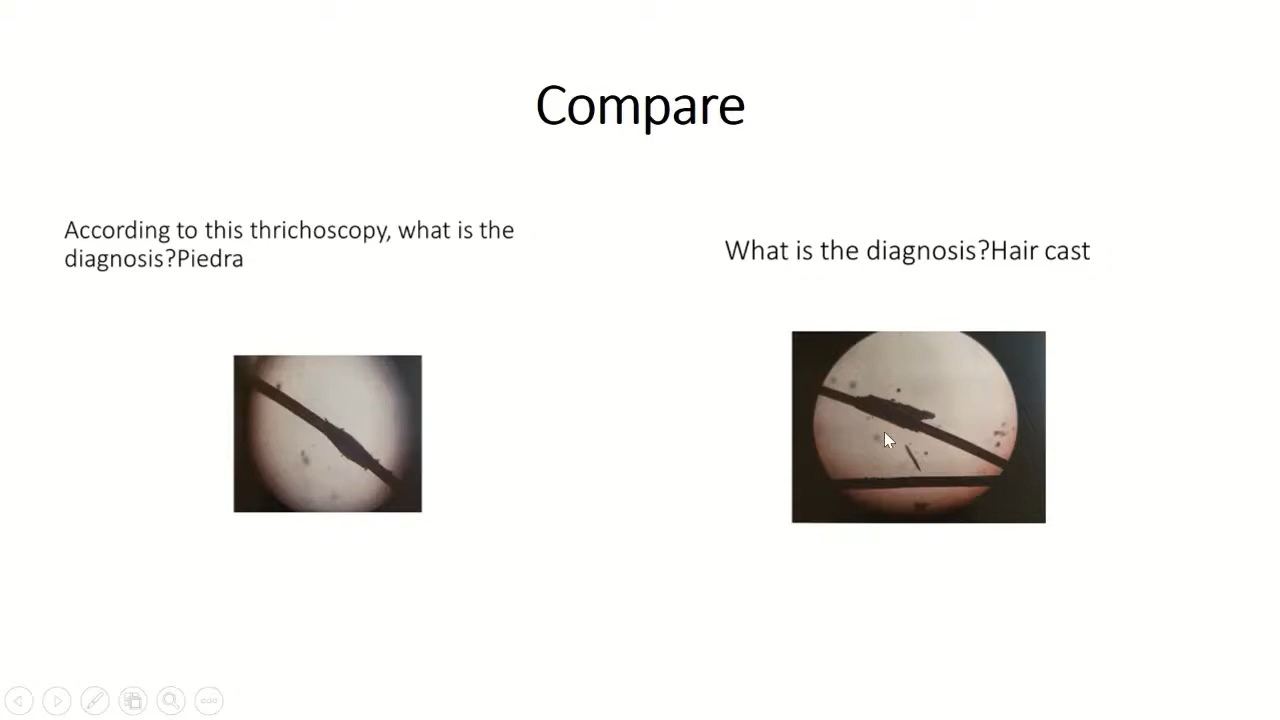 Compare
According to this thrichoscopy, what is the
diagnosis?Piedra
What is the diagnosis?Hair cast